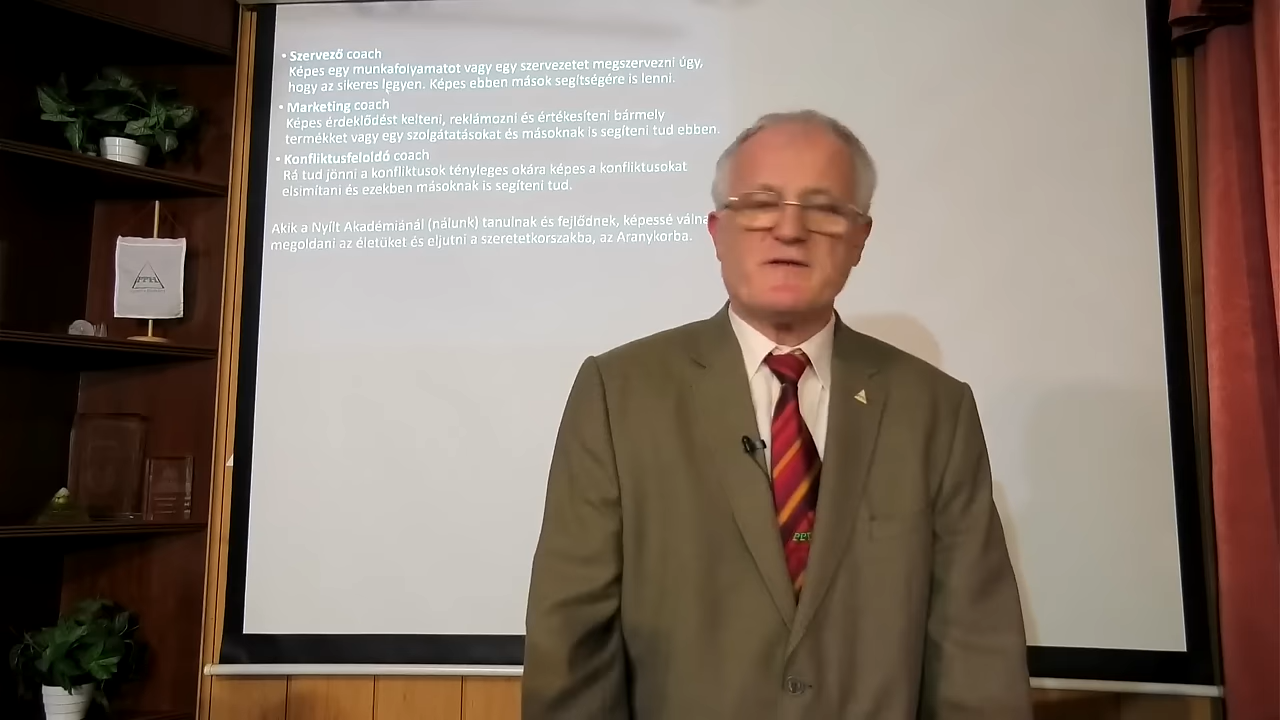 • Szervező coach
Képes egy munkafolyamatot vagy egy szervezetet megszervezni úgy,
hogy az sikeres legyen. Képes ebben mások segítségére is lenni.
• Marketing coach
Képes érdeklődést kelteni, reklámozni és értékesíteni bármely
termékket vagy egy szolgátatásokat és másoknak is segíteni tud ebben.
• Konfliktusfeloldó coach
Rá tud jönni a konfliktusok tényleges okára képes a konfliktusokat
elsimítani és ezekben másoknak is segíteni tud.
Akik a Nyílt Akadémiánál (nálunk) tanulnak és fejlődnek, képessé válna
megoldani az életüket és eljutni a szeretetkorszakba, az Aranykorba.